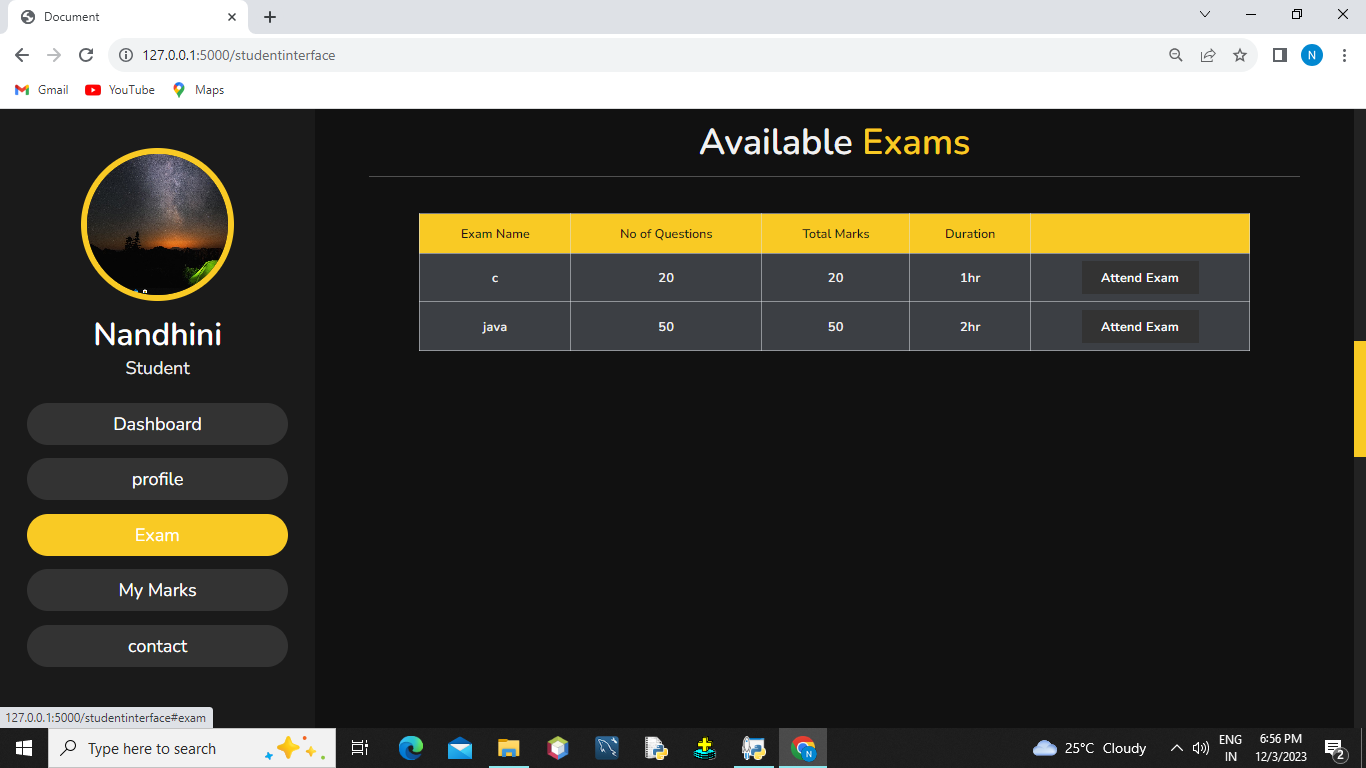 Document
127.0.0.1:5000/studentinterface
N
Gmail
YouTube
Maps
Nandhini
Student
Dashboard
profile
Exam
My Marks
contact
Available Exams
Exam Name No of Questions Total Marks Duration
c 20 20 1hr Attend Exam
java 50 50 2hr Attend Exam
127.0.0.1:5000/studentinterface#exam
Type here to search
N
25°C Cloudy
ENG
IN
6:56 PM
12/3/2023
2